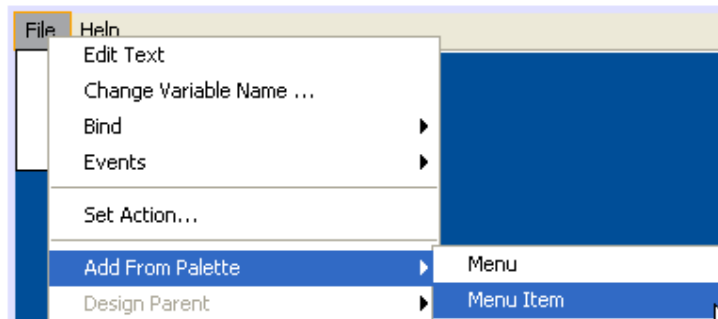 File Help
Edit Text
Change Variable Name ...
Bind
Events
Set Action...
Add From Palette
Menu
Design Parent
Menu Item